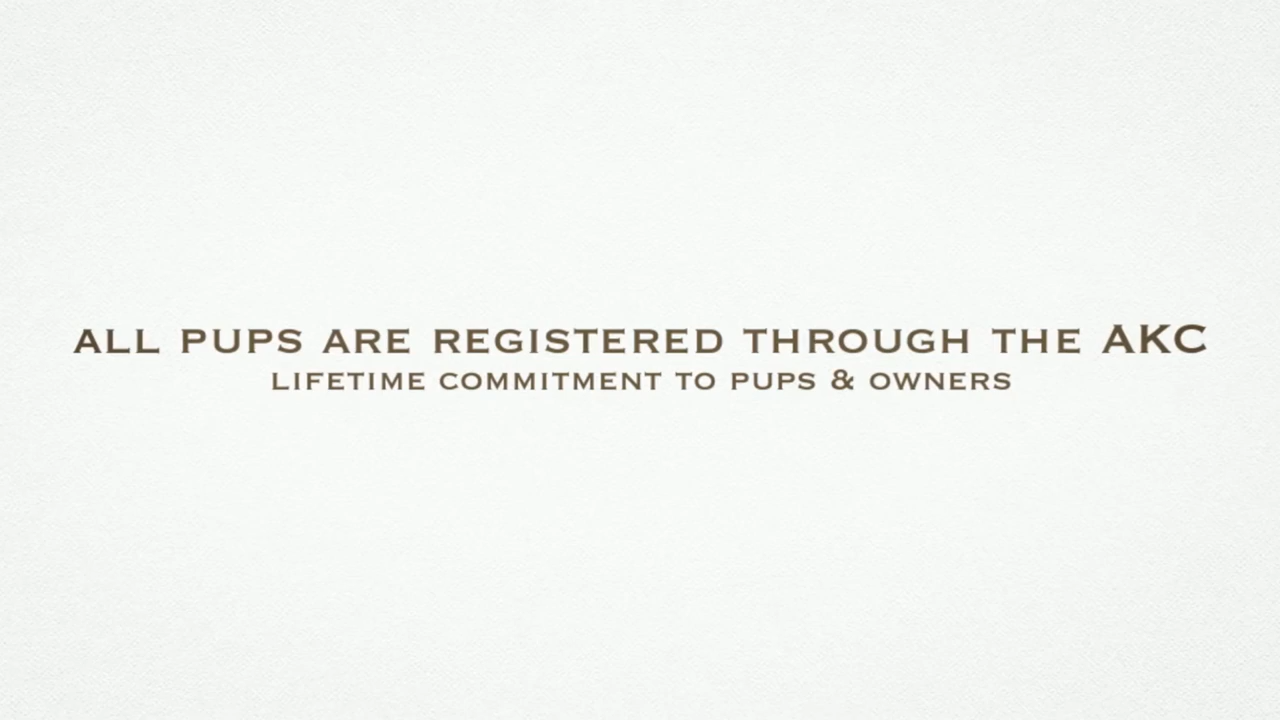 ALL PUPS ARE REGISTERED THROUGH THE AKC
LIFETIME COMMITMENT TO PUPS & OWNERS